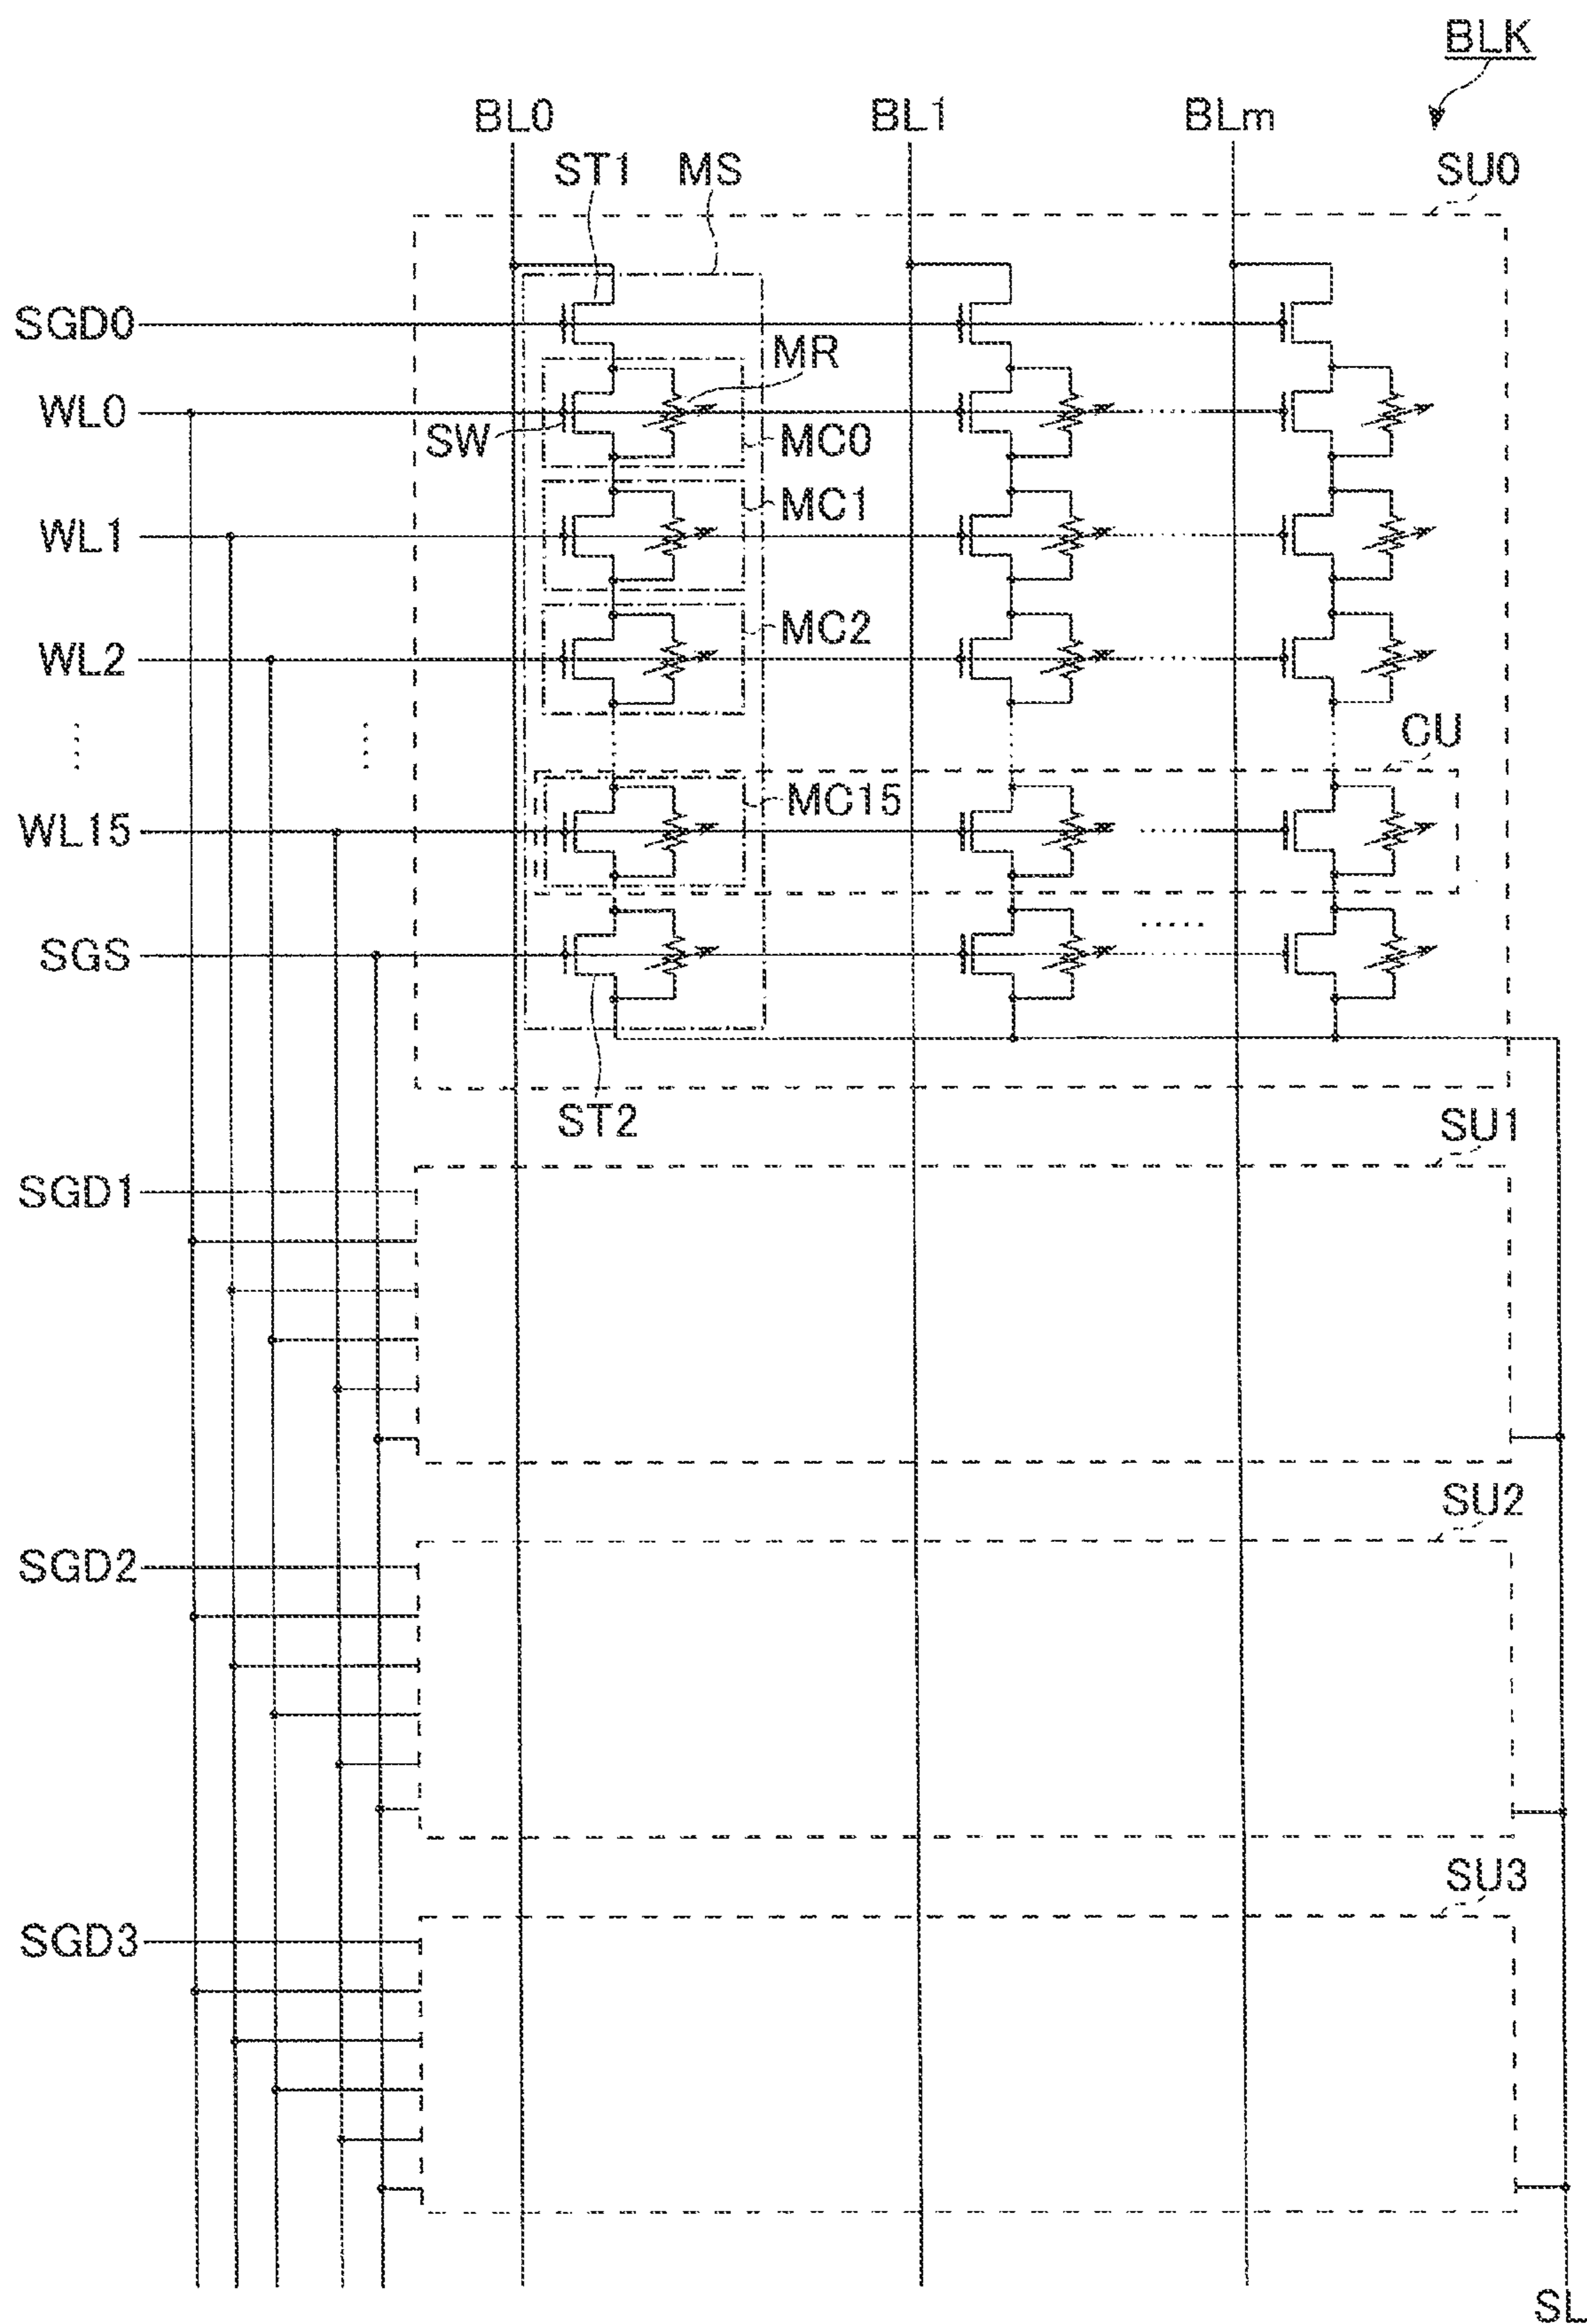 BLK
BL0 BL1 BLm
ST1 MS SU0
SGD0
MR
WL0
SW MC0
MC1
WL1
MC2
WL2
CU
MC15
WL15
SGS
ST2 SU1
SGD1
SU2
SGD2
SU3
SGD3
SL